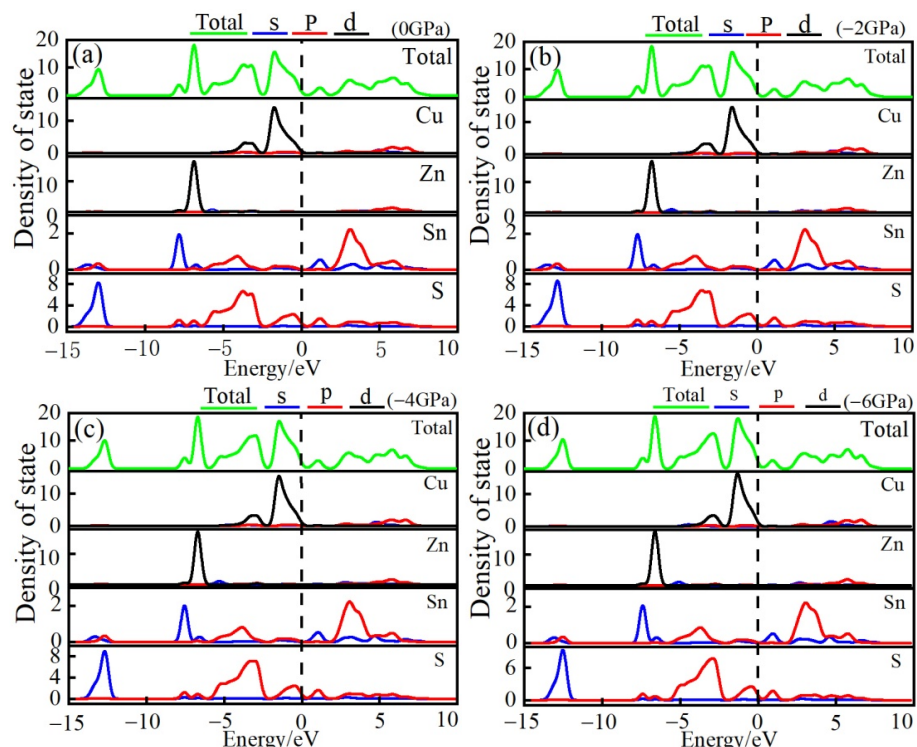 Total s P d (0GPa)
(a)
Total
Cu
Zn
Sn
S
Density of state
20
10
0
10
0
10
0
2
0
8
4
0
−15 −10 −5 0 5 10
Energy/eV
Total s P d (−2GPa)
(b)
Total
Cu
Zn
Sn
S
Density of state
20
10
0
10
0
10
0
2
0
8
4
0
−15 −10 −5 0 5 10
Energy/eV
Total s p d (−4GPa)
(c)
Total
Cu
Zn
Sn
S
Density of state
20
10
0
10
0
10
0
2
0
8
4
0
−15 −10 −5 0 5 10
Energy/eV
Total s p d (−6GPa)
(d)
Total
Cu
Zn
Sn
S
Density of state
20
10
0
10
0
10
0
2
0
6
0
−15 −10 −5 0 5 10
Energy/eV